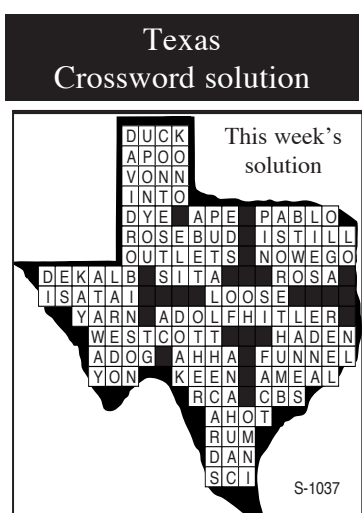 Texas
Crossword solution
This week's
solution
DUCK
APOO
VONN
INTO
DYE APE PABLO
ROSEBUD ISTILL
OUTLETS NOWEGO
DEKALB SITA ROSA
ISATAI LOOSE
YARN ADOLFHITLER
WESTCOTT HADEN
ADOG AHHA FUNNEL
YON KEEN AMEAL
RCA CBS
AHOT
RUM
DAN
SCI
S-1037